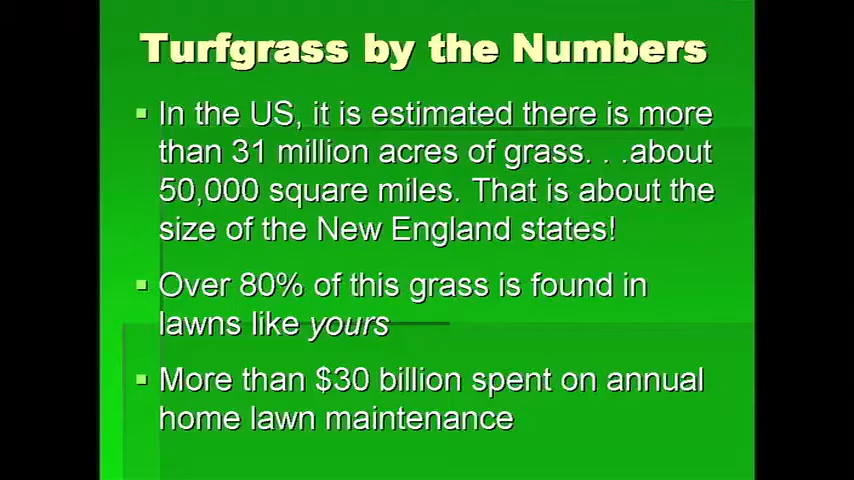 Turfgrass by the Numbers
In the US, it is estimated there is more
than 31 million acres of grass. . .about
50,000 square miles. That is about the
size of the New England states!
Over 80% of this grass is found in
lawns like yours
More than $30 billion spent on annual
home lawn maintenance